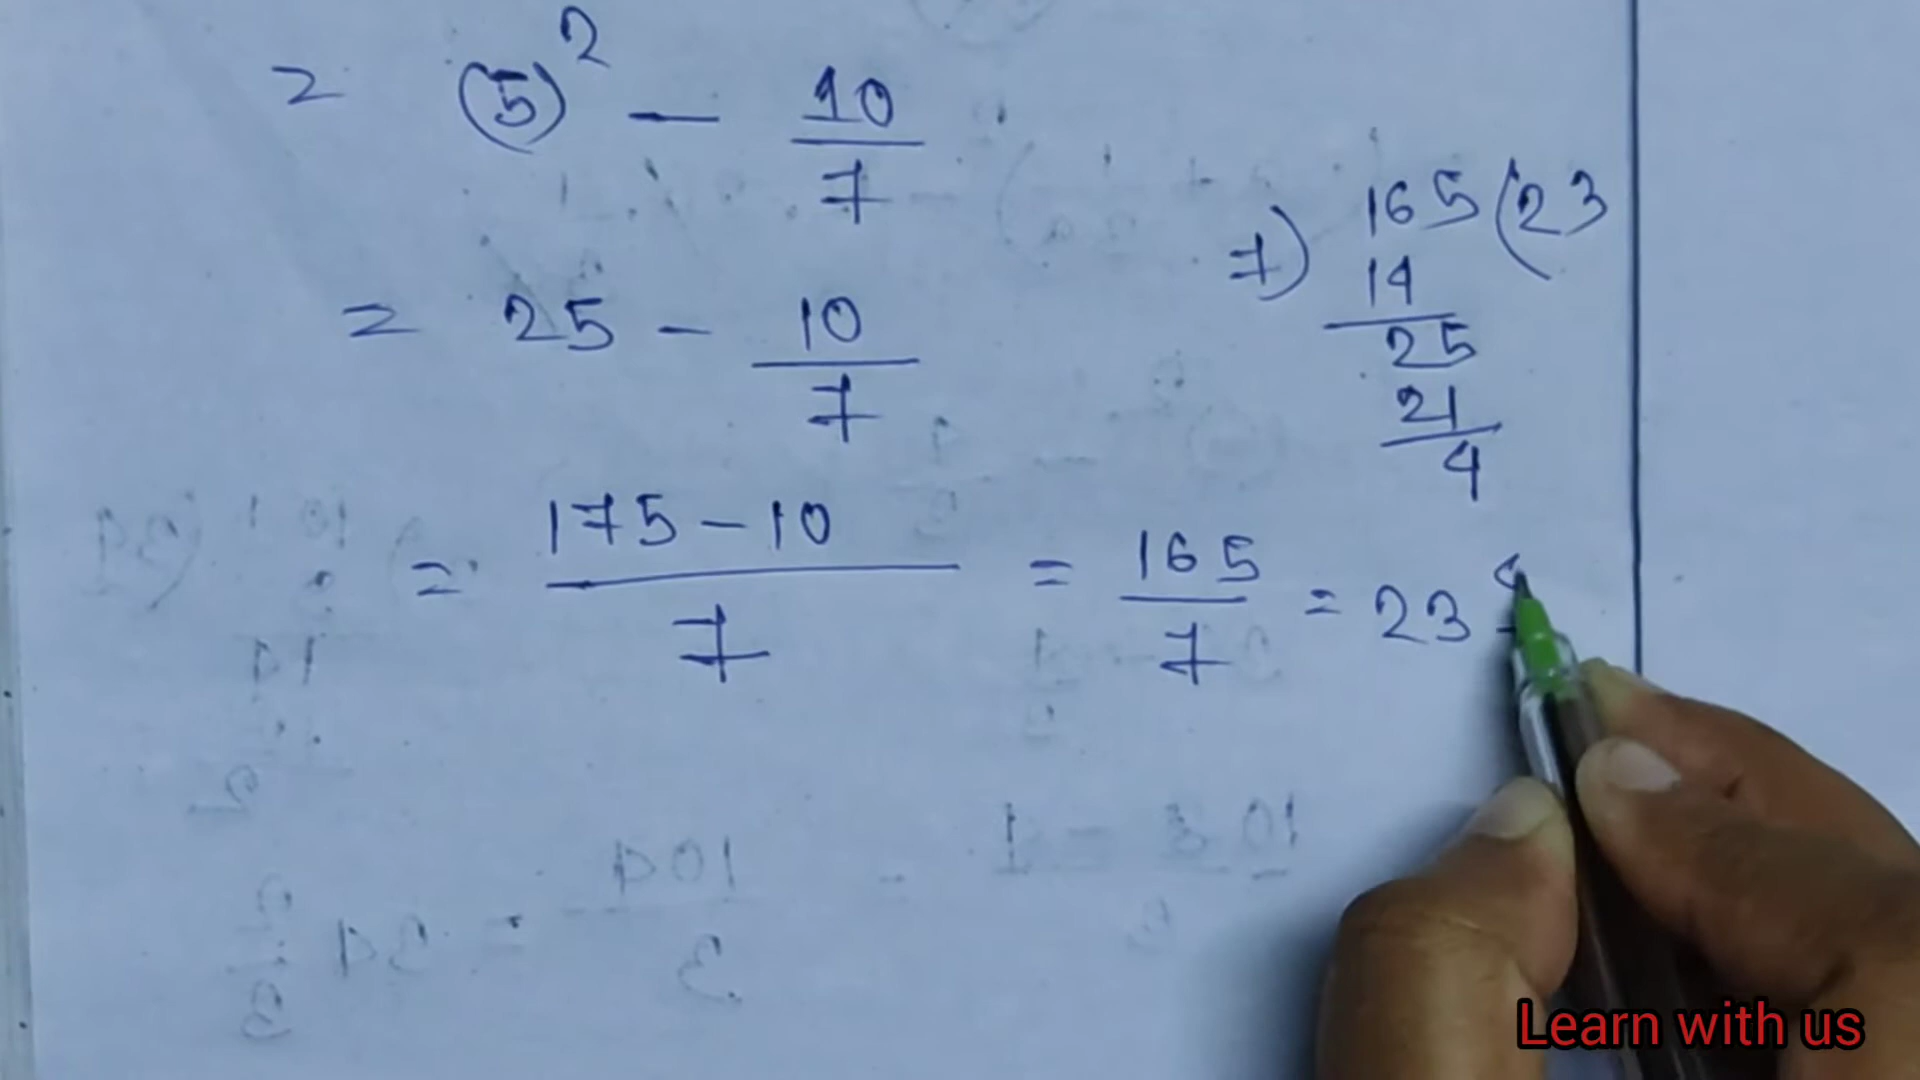 = (5)² − 10/7
= 25 − 10/7
= 175 − 10 / 7 = 165/7 = 23
7) 165 (23
14
25
21
4
Learn with us